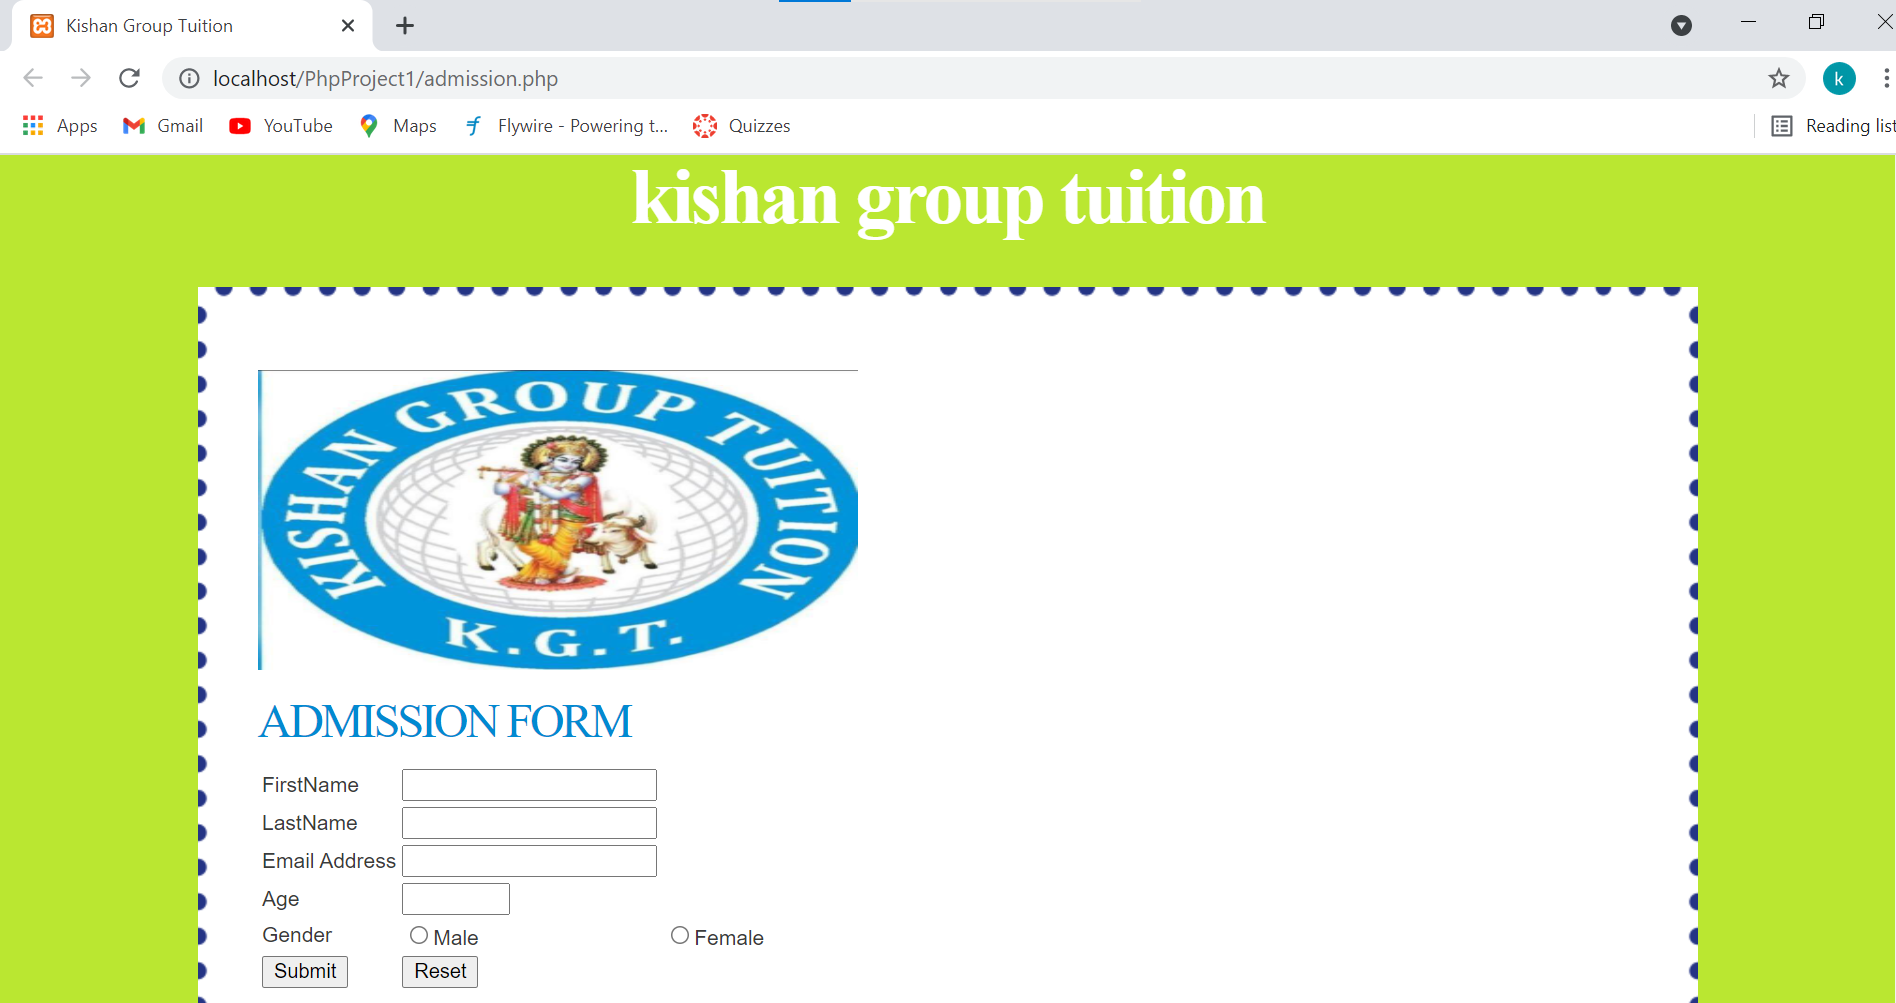 Kishan Group Tuition
localhost/PhpProject1/admission.php
k
Apps Gmail YouTube Maps Flywire - Powering t... Quizzes Reading list
kishan group tuition
KISHAN GROUP TUITION
K.G.T.
ADMISSION FORM
FirstName
LastName
Email Address
Age
Gender Male Female
Submit Reset